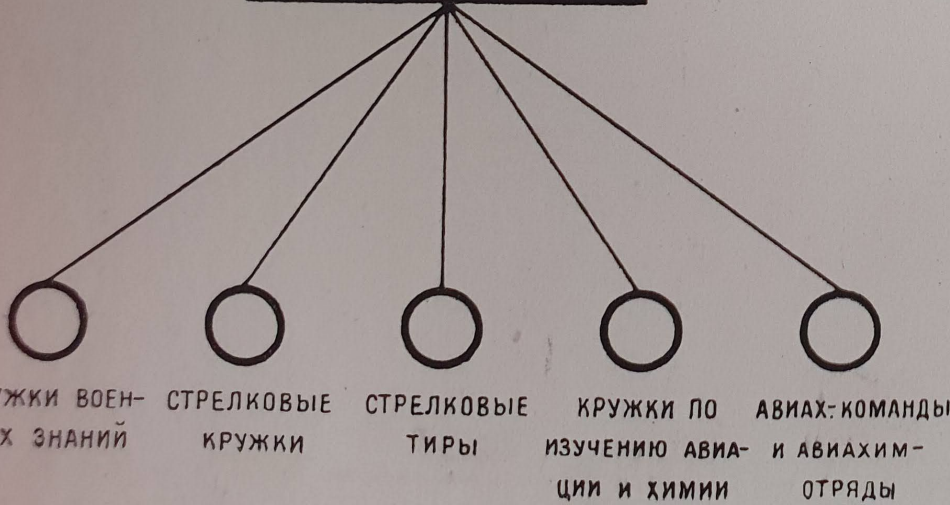 ЖКИ ВОЕН-
Х ЗНАНИЙ
СТРЕЛКОВЫЕ
КРУЖКИ
СТРЕЛКОВЫЕ
ТИРЫ
КРУЖКИ ПО
ИЗУЧЕНИЮ АВИА-
ЦИИ И ХИМИИ
АВИАХ-КОМАНДЫ
И АВИАХИМ-
ОТРЯДЫ